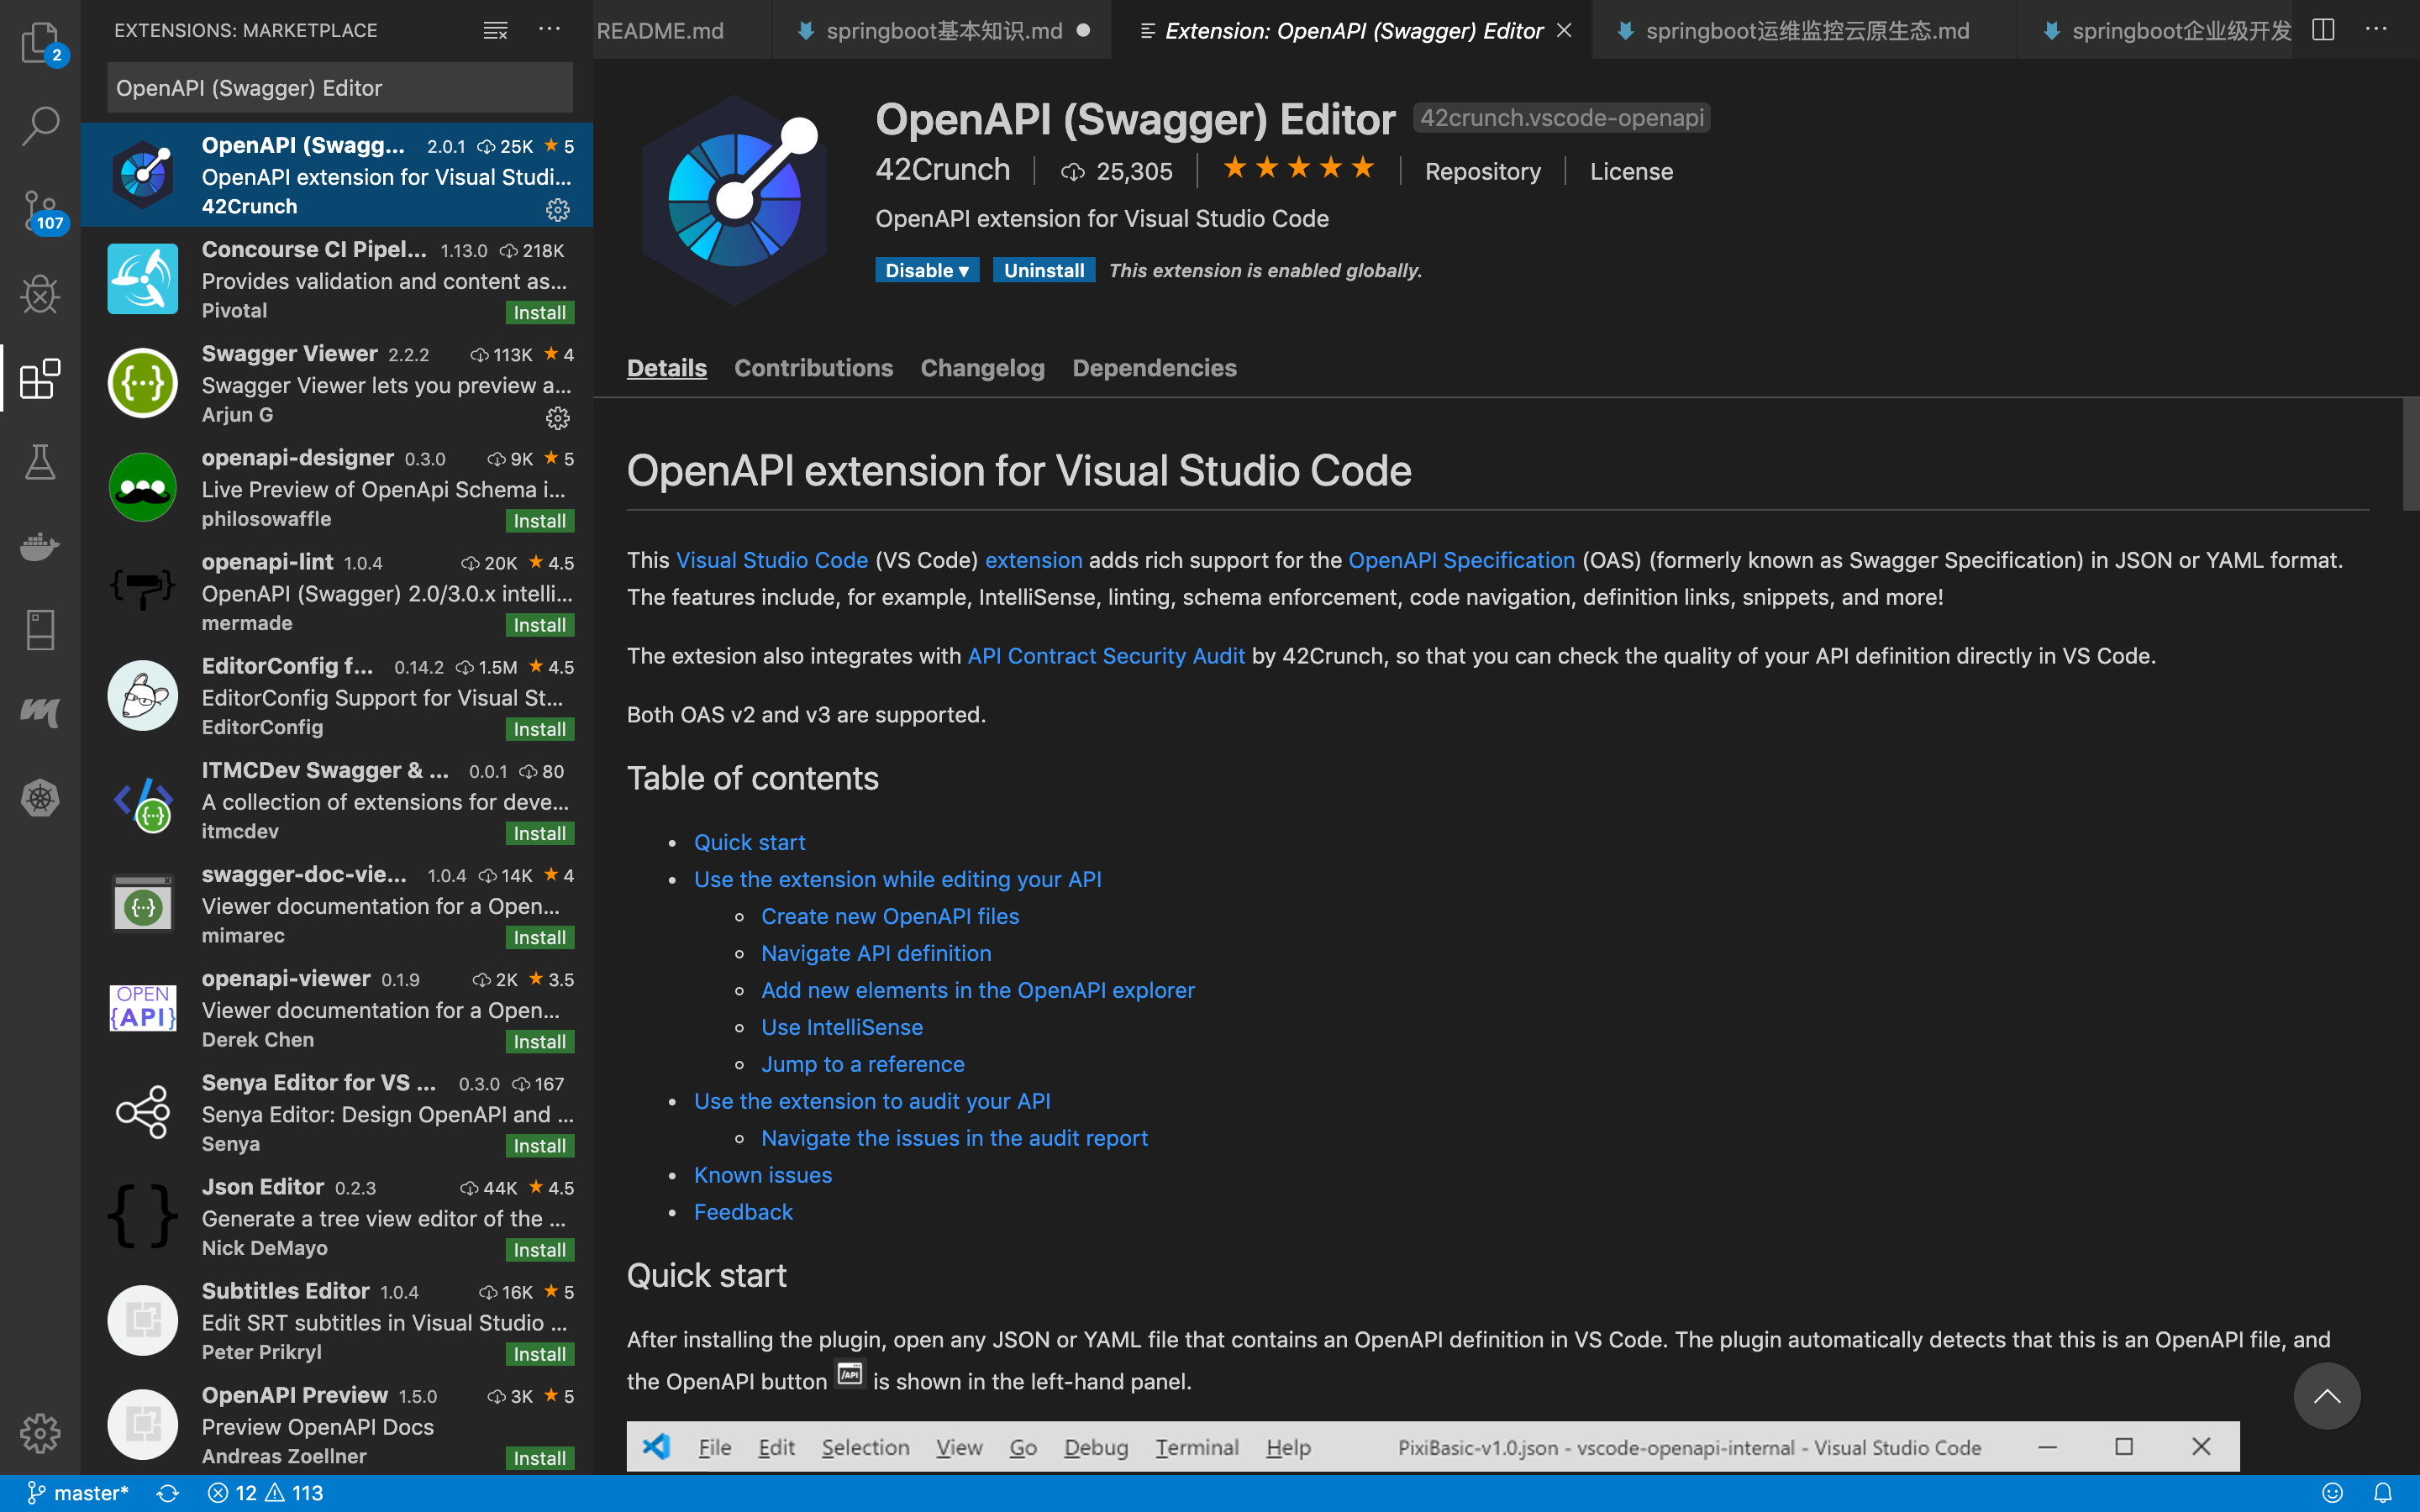 EXTENSIONS: MARKETPLACE
OpenAPI (Swagger) Editor
2
107
OpenAPI (Swagg... 2.0.1 25K 5
OpenAPI extension for Visual Studi...
42Crunch
Concourse CI Pipel... 1.13.0 218K
Provides validation and content as...
Pivotal Install
Swagger Viewer 2.2.2 113K 4
Swagger Viewer lets you preview a...
Arjun G
openapi-designer 0.3.0 9K 5
Live Preview of OpenApi Schema i...
philosowaffle Install
openapi-lint 1.0.4 20K 4.5
OpenAPI (Swagger) 2.0/3.0.x intelli...
mermade Install
EditorConfig f... 0.14.2 1.5M 4.5
EditorConfig Support for Visual St...
EditorConfig Install
ITMCDev Swagger & ... 0.0.1 80
A collection of extensions for deve...
itmcdev Install
swagger-doc-vie... 1.0.4 14K 4
Viewer documentation for a Open...
mimarec Install
OPEN
{API}
openapi-viewer 0.1.9 2K 3.5
Viewer documentation for a Open...
Derek Chen Install
Senya Editor for VS ... 0.3.0 167
Senya Editor: Design OpenAPI and ...
Senya Install
Json Editor 0.2.3 44K 4.5
Generate a tree view editor of the ...
Nick DeMayo Install
Subtitles Editor 1.0.4 16K 5
Edit SRT subtitles in Visual Studio ...
Peter Prikryl Install
OpenAPI Preview 1.5.0 3K 5
Preview OpenAPI Docs
Andreas Zoellner Install
README.md springboot基本知识.md Extension: OpenAPI (Swagger) Editor springboot运维监控云原生态.md springboot企业级开发
OpenAPI (Swagger) Editor 42crunch.vscode-openapi
42Crunch 25,305 Repository License
OpenAPI extension for Visual Studio Code
Disable Uninstall This extension is enabled globally.
Details Contributions Changelog Dependencies
OpenAPI extension for Visual Studio Code
This Visual Studio Code (VS Code) extension adds rich support for the OpenAPI Specification (OAS) (formerly known as Swagger Specification) in JSON or YAML format.
The features include, for example, IntelliSense, linting, schema enforcement, code navigation, definition links, snippets, and more!
The extesion also integrates with API Contract Security Audit by 42Crunch, so that you can check the quality of your API definition directly in VS Code.
Both OAS v2 and v3 are supported.
Table of contents
Quick start
Use the extension while editing your API
Create new OpenAPI files
Navigate API definition
Add new elements in the OpenAPI explorer
Use IntelliSense
Jump to a reference
Use the extension to audit your API
Navigate the issues in the audit report
Known issues
Feedback
Quick start
After installing the plugin, open any JSON or YAML file that contains an OpenAPI definition in VS Code. The plugin automatically detects that this is an OpenAPI file, and
the OpenAPI button /API is shown in the left-hand panel.
File Edit Selection View Go Debug Terminal Help PixiBasic-v1.0.json - vscode-openapi-internal - Visual Studio Code
master* 12 113